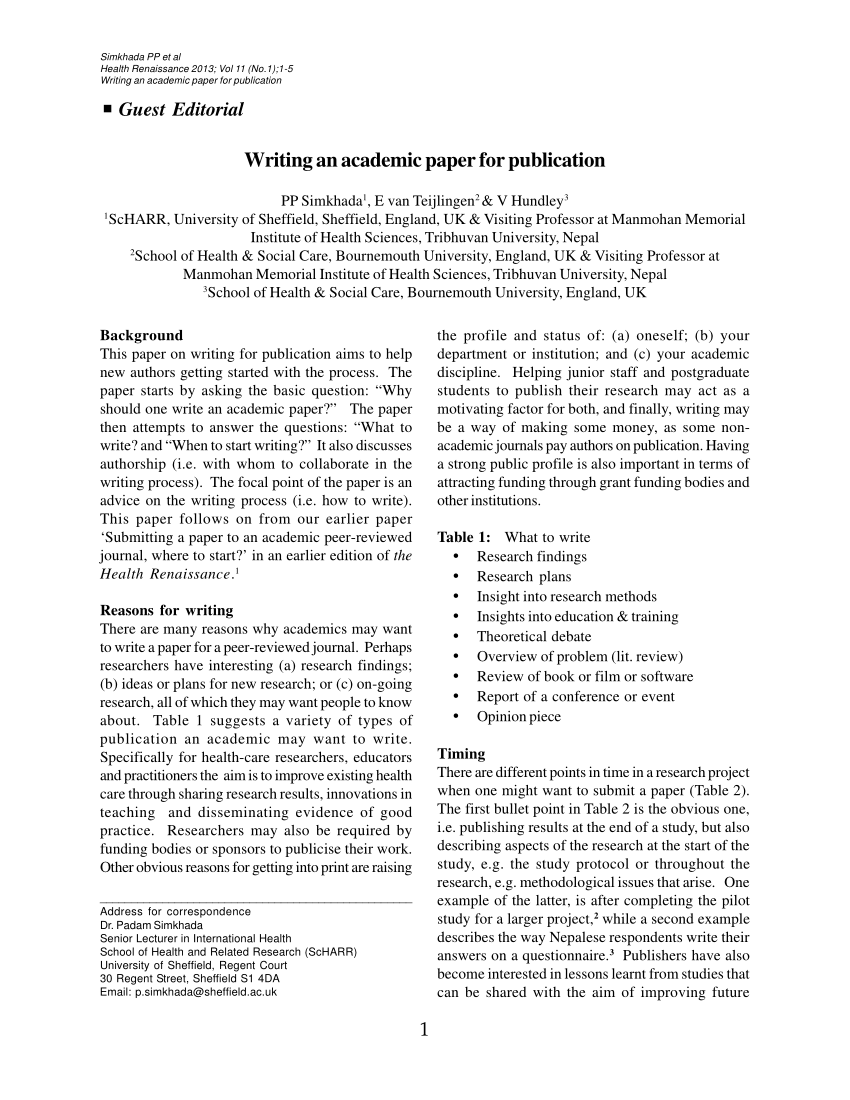 Simkhada PP et al
Health Renaissance 2013; Vol 11 (No.1);1-5
Writing an academic paper for publication
■ Guest Editorial
Writing an academic paper for publication
PP Simkhada1, E van Teijlingen2 & V Hundley3
1ScHARR, University of Sheffield, Sheffield, England, UK & Visiting Professor at Manmohan Memorial
Institute of Health Sciences, Tribhuvan University, Nepal
2School of Health & Social Care, Bournemouth University, England, UK & Visiting Professor at
Manmohan Memorial Institute of Health Sciences, Tribhuvan University, Nepal
3School of Health & Social Care, Bournemouth University, England, UK
Background
This paper on writing for publication aims to help
new authors getting started with the process. The
paper starts by asking the basic question: “Why
should one write an academic paper?” The paper
then attempts to answer the questions: “What to
write? and “When to start writing?” It also discusses
authorship (i.e. with whom to collaborate in the
writing process). The focal point of the paper is an
advice on the writing process (i.e. how to write).
This paper follows on from our earlier paper
‘Submitting a paper to an academic peer-reviewed
journal, where to start?’ in an earlier edition of the
Health Renaissance.1
Reasons for writing
There are many reasons why academics may want
to write a paper for a peer-reviewed journal. Perhaps
researchers have interesting (a) research findings;
(b) ideas or plans for new research; or (c) on-going
research, all of which they may want people to know
about. Table 1 suggests a variety of types of
publication an academic may want to write.
Specifically for health-care researchers, educators
and practitioners the aim is to improve existing health
care through sharing research results, innovations in
teaching and disseminating evidence of good
practice. Researchers may also be required by
funding bodies or sponsors to publicise their work.
Other obvious reasons for getting into print are raising
Address for correspondence
Dr. Padam Simkhada
Senior Lecturer in International Health
School of Health and Related Research (ScHARR)
University of Sheffield, Regent Court
30 Regent Street, Sheffield S1 4DA
Email: p.simkhada@sheffield.ac.uk
the profile and status of: (a) oneself; (b) your
department or institution; and (c) your academic
discipline. Helping junior staff and postgraduate
students to publish their research may act as a
motivating factor for both, and finally, writing may
be a way of making some money, as some non-
academic journals pay authors on publication. Having
a strong public profile is also important in terms of
attracting funding through grant funding bodies and
other institutions.
Table 1: What to write
• Research findings
• Research plans
• Insight into research methods
• Insights into education & training
• Theoretical debate
• Overview of problem (lit. review)
• Review of book or film or software
• Report of a conference or event
• Opinion piece
Timing
There are different points in time in a research project
when one might want to submit a paper (Table 2).
The first bullet point in Table 2 is the obvious one,
i.e. publishing results at the end of a study, but also
describing aspects of the research at the start of the
study, e.g. the study protocol or throughout the
research, e.g. methodological issues that arise. One
example of the latter, is after completing the pilot
study for a larger project,2 while a second example
describes the way Nepalese respondents write their
answers on a questionnaire.3 Publishers have also
become interested in lessons learnt from studies that
can be shared with the aim of improving future
1